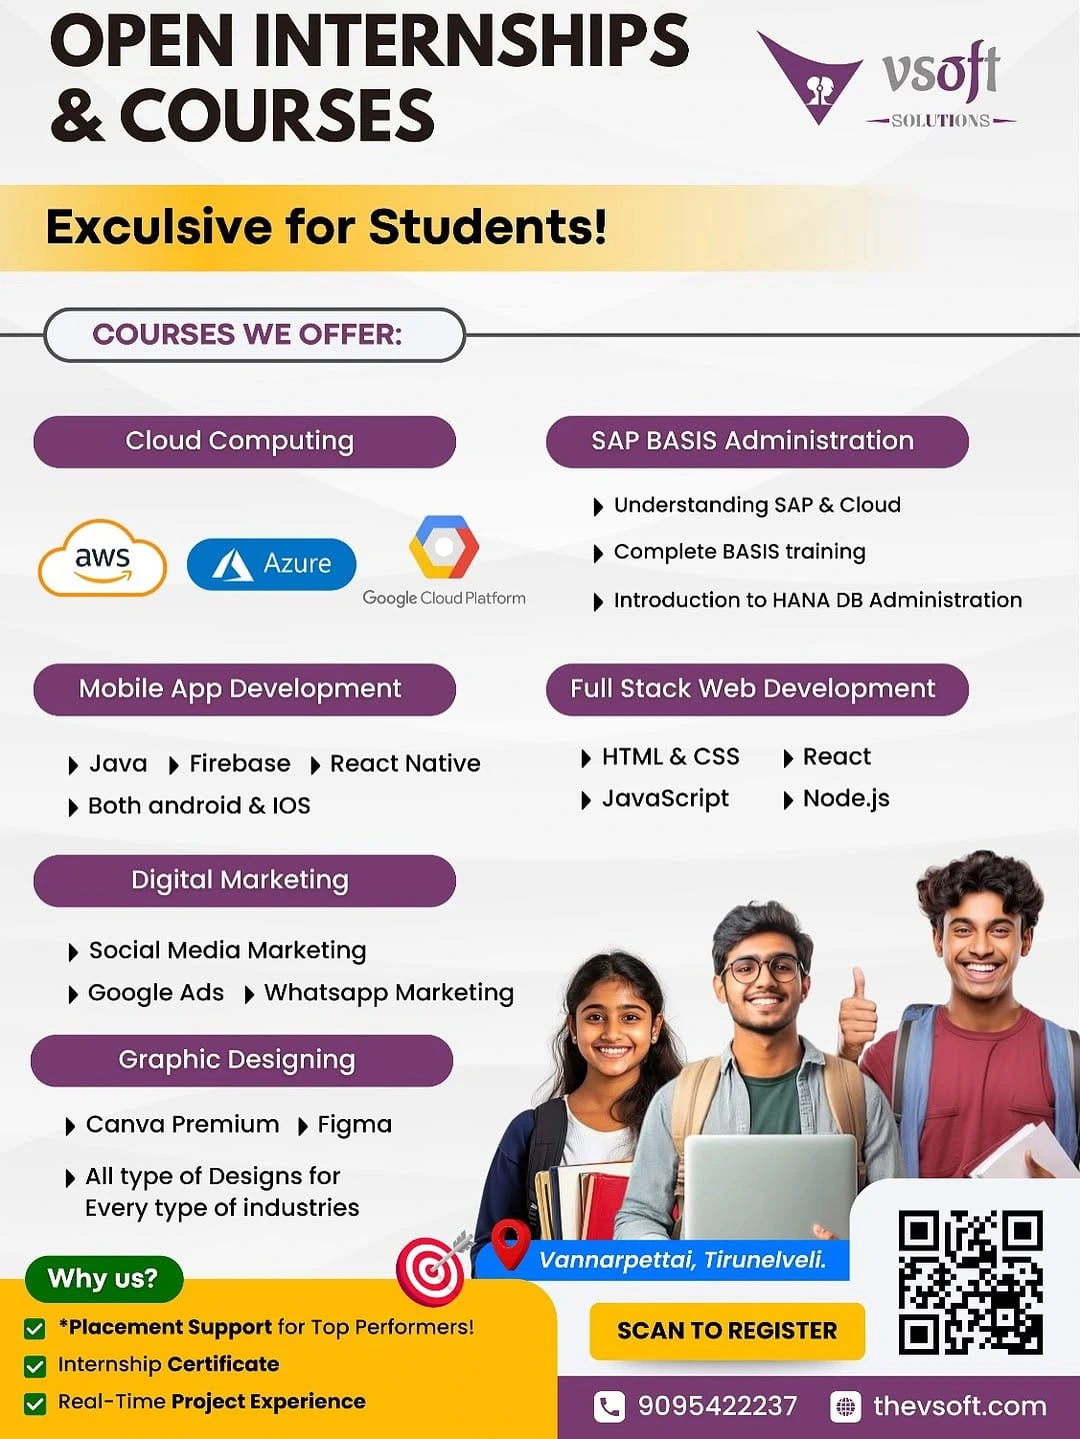 OPEN INTERNSHIPS
& COURSES
vsoft
SOLUTIONS
Exculsive for Students!
COURSES WE OFFER:
Cloud Computing
aws
Azure
Google Cloud Platform
SAP BASIS Administration
Understanding SAP & Cloud
Complete BASIS training
Introduction to HANA DB Administration
Mobile App Development
Java Firebase React Native
Both android & IOS
Full Stack Web Development
HTML & CSS React
JavaScript Node.js
Digital Marketing
Social Media Marketing
Google Ads Whatsapp Marketing
Graphic Designing
Canva Premium Figma
All type of Designs for
Every type of industries
Why us?
*Placement Support for Top Performers!
Internship Certificate
Real-Time Project Experience
Vannarpettai, Tirunelveli.
SCAN TO REGISTER
9095422237 thevsoft.com